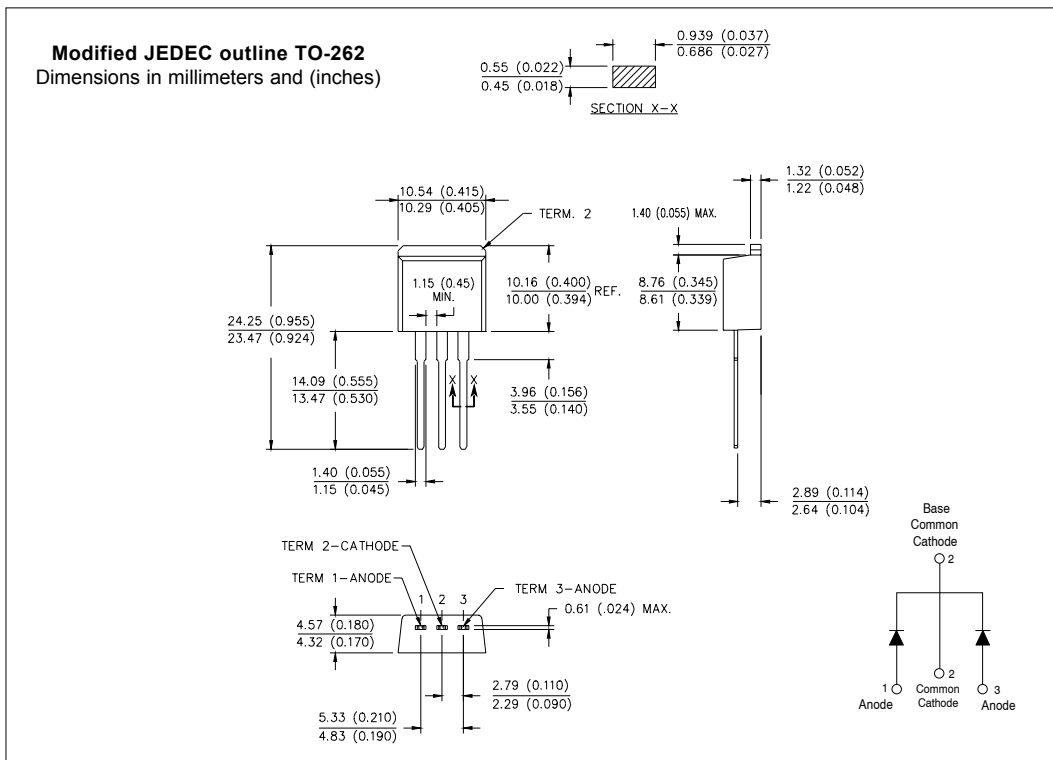 Modified JEDEC outline TO-262
Dimensions in millimeters and (inches)
0.939 (0.037)
0.686 (0.027)
0.55 (0.022)
0.45 (0.018)
SECTION X-X
1.32 (0.052)
1.22 (0.048)
10.54 (0.415)
10.29 (0.405)
TERM. 2
1.40 (0.055) MAX.
1.15 (0.45)
MIN.
10.16 (0.400)
10.00 (0.394)
REF.
8.76 (0.345)
8.61 (0.339)
24.25 (0.955)
23.47 (0.924)
14.09 (0.555)
13.47 (0.530)
X X
3.96 (0.156)
3.55 (0.140)
1.40 (0.055)
1.15 (0.045)
2.89 (0.114)
2.64 (0.104)
TERM 2-CATHODE
TERM 1-ANODE
TERM 3-ANODE
1 2 3
0.61 (.024) MAX.
4.57 (0.180)
4.32 (0.170)
2.79 (0.110)
2.29 (0.090)
5.33 (0.210)
4.83 (0.190)
Base
Common
Cathode
2
1
Anode
2
Common
Cathode
3
Anode